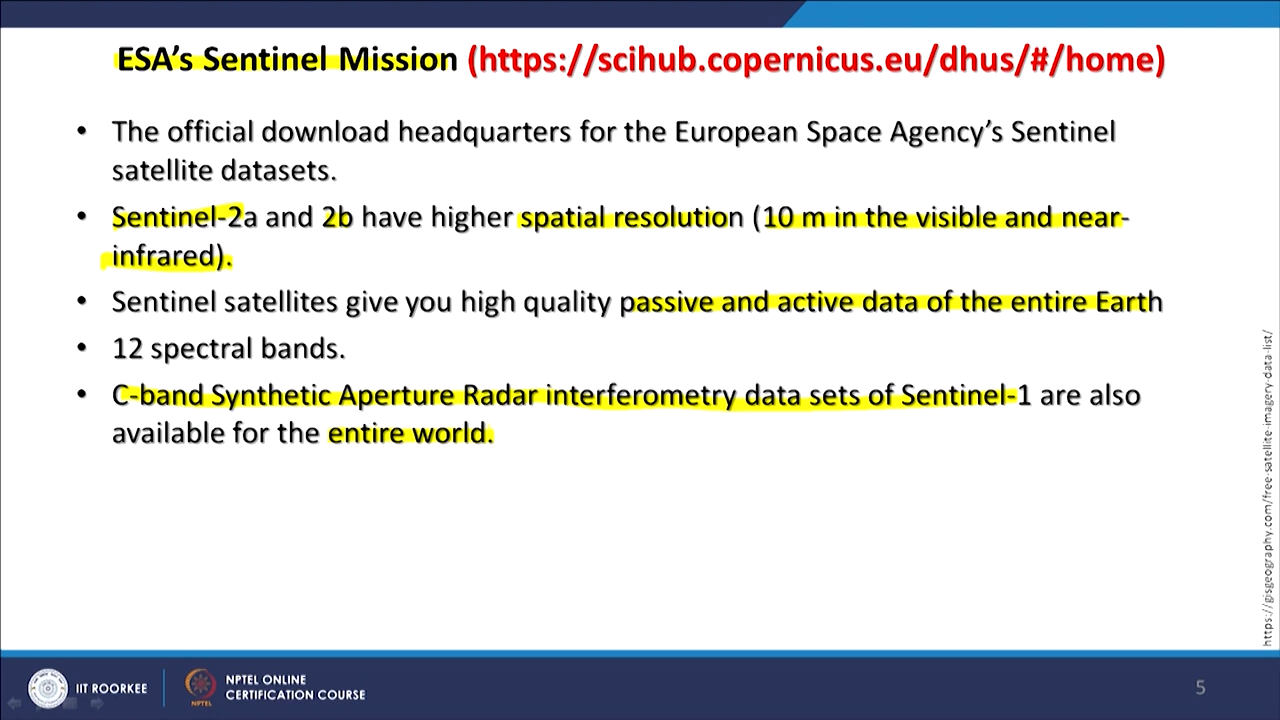 ESA's Sentinel Mission (https://scihub.copernicus.eu/dhus/#/home)
• The official download headquarters for the European Space Agency's Sentinel
satellite datasets.
• Sentinel-2a and 2b have higher spatial resolution (10 m in the visible and near-
infrared).
• Sentinel satellites give you high quality passive and active data of the entire Earth
• 12 spectral bands.
• C-band Synthetic Aperture Radar interferometry data sets of Sentinel-1 are also
available for the entire world.
https://gisgeography.com/free-satellite-imagery-data-list/
IIT ROORKEE
NPTEL
NPTEL ONLINE
CERTIFICATION COURSE
5